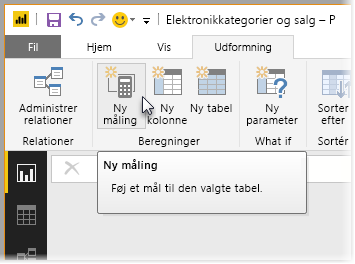 Elektronikkategorier og salg – P
Fil Hjem Vis Udformning
Administrer relationer
Ny måling
Ny kolonne
Ny tabel
Ny parameter
Sorter efter
Relationer Beregninger What if Sortér
Ny måling
Føj et mål til den valgte tabel.